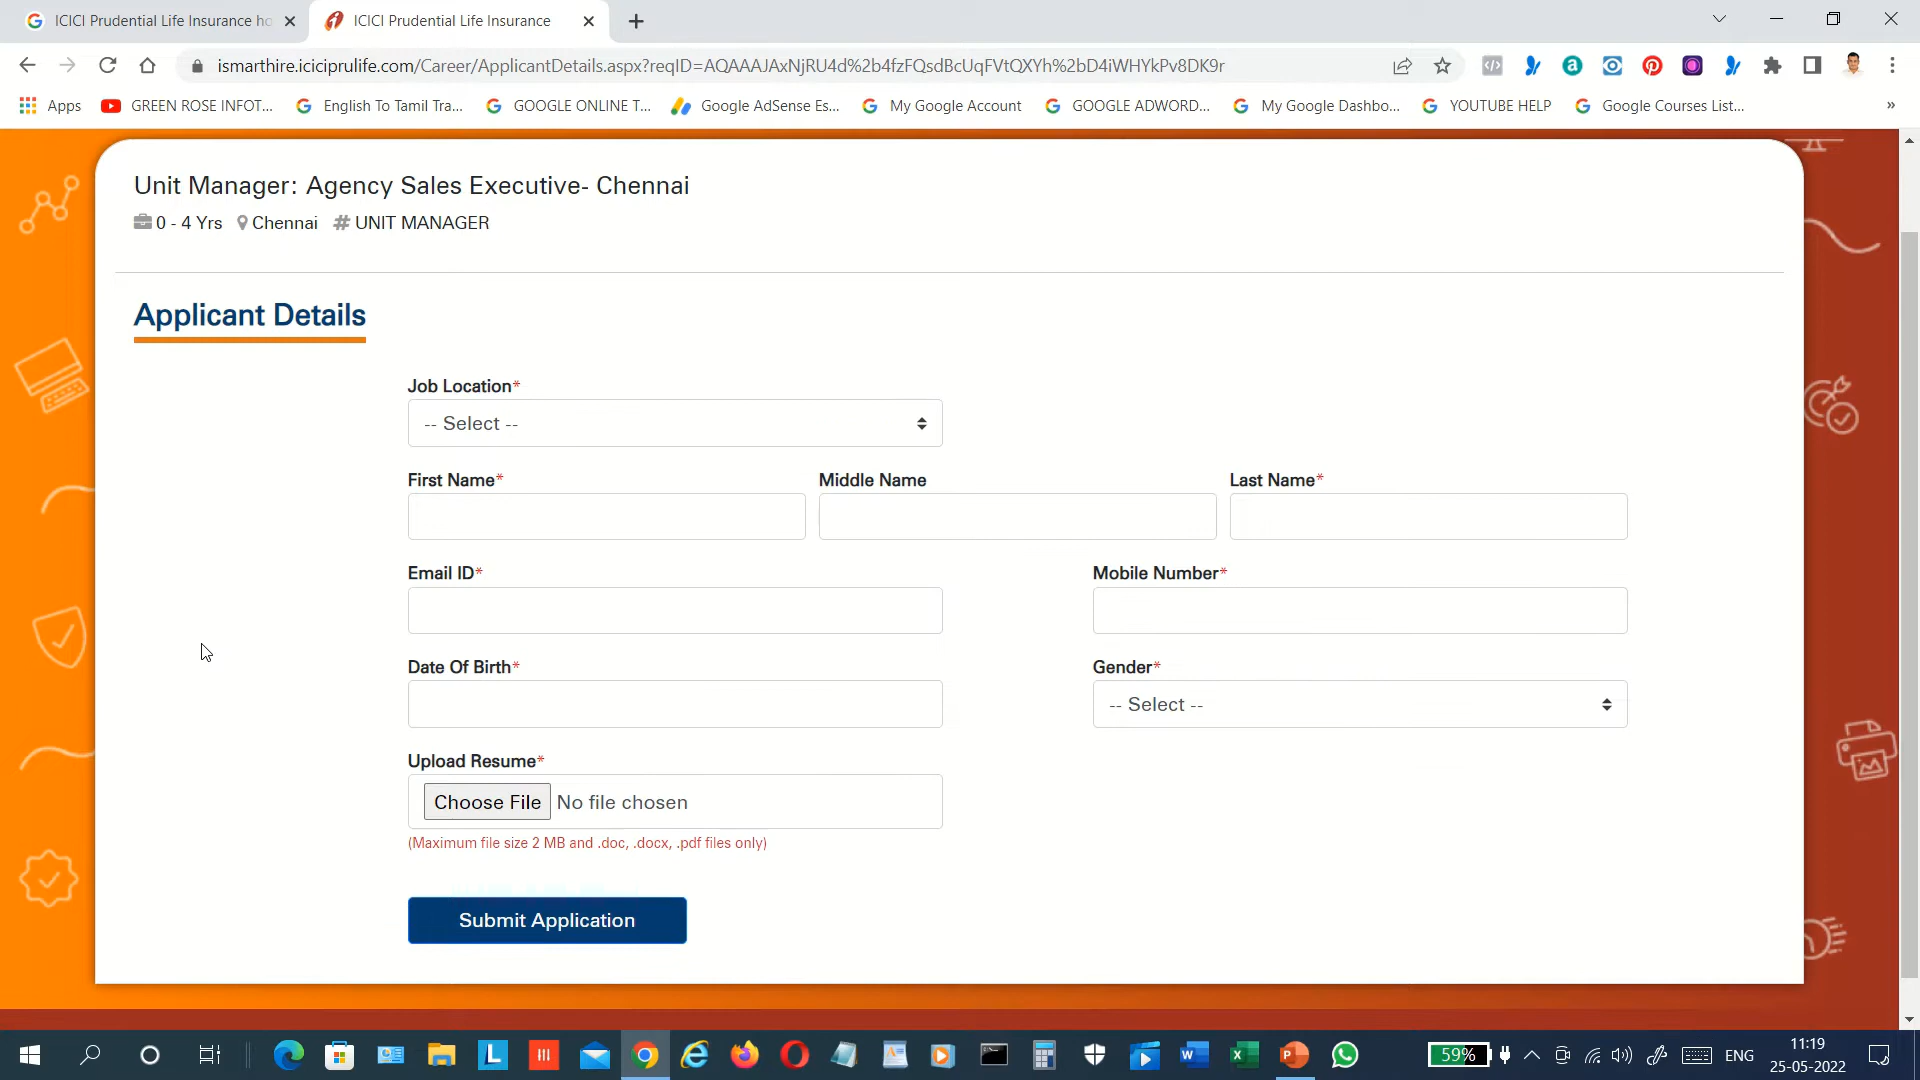 ICICI Prudential Life Insurance ho
ICICI Prudential Life Insurance
ismarthire.iciciprulife.com/Career/ApplicantDetails.aspx?reqID=AQAAAJAxNjRU4d%2b4fzFQsdBcUqFVtQXYh%2bD4iWHYkPv8DK9r
Apps
GREEN ROSE INFOT...
English To Tamil Tra...
GOOGLE ONLINE T...
Google AdSense Es...
My Google Account
GOOGLE ADWORD...
My Google Dashbo...
YOUTUBE HELP
Google Courses List...
»
Unit Manager: Agency Sales Executive- Chennai
0 - 4 Yrs Chennai # UNIT MANAGER
Applicant Details
Job Location*
-- Select --
First Name* Middle Name Last Name*
Email ID* Mobile Number*
Date Of Birth* Gender*
-- Select --
Upload Resume*
Choose File No file chosen
(Maximum file size 2 MB and .doc, .docx, .pdf files only)
Submit Application
59%
ENG
11:19
25-05-2022